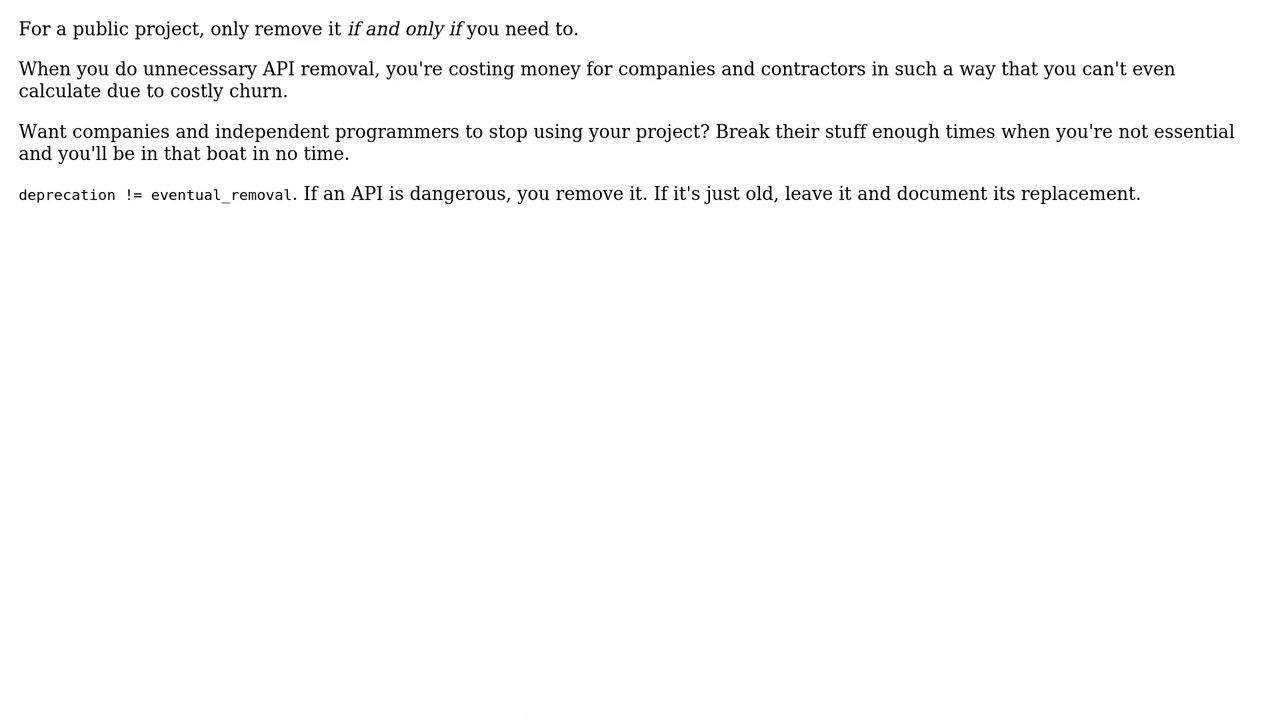 For a public project, only remove it if and only if you need to.
When you do unnecessary API removal, you're costing money for companies and contractors in such a way that you can't even
calculate due to costly churn.
Want companies and independent programmers to stop using your project? Break their stuff enough times when you're not essential
and you'll be in that boat in no time.
deprecation != eventual_removal. If an API is dangerous, you remove it. If it's just old, leave it and document its replacement.